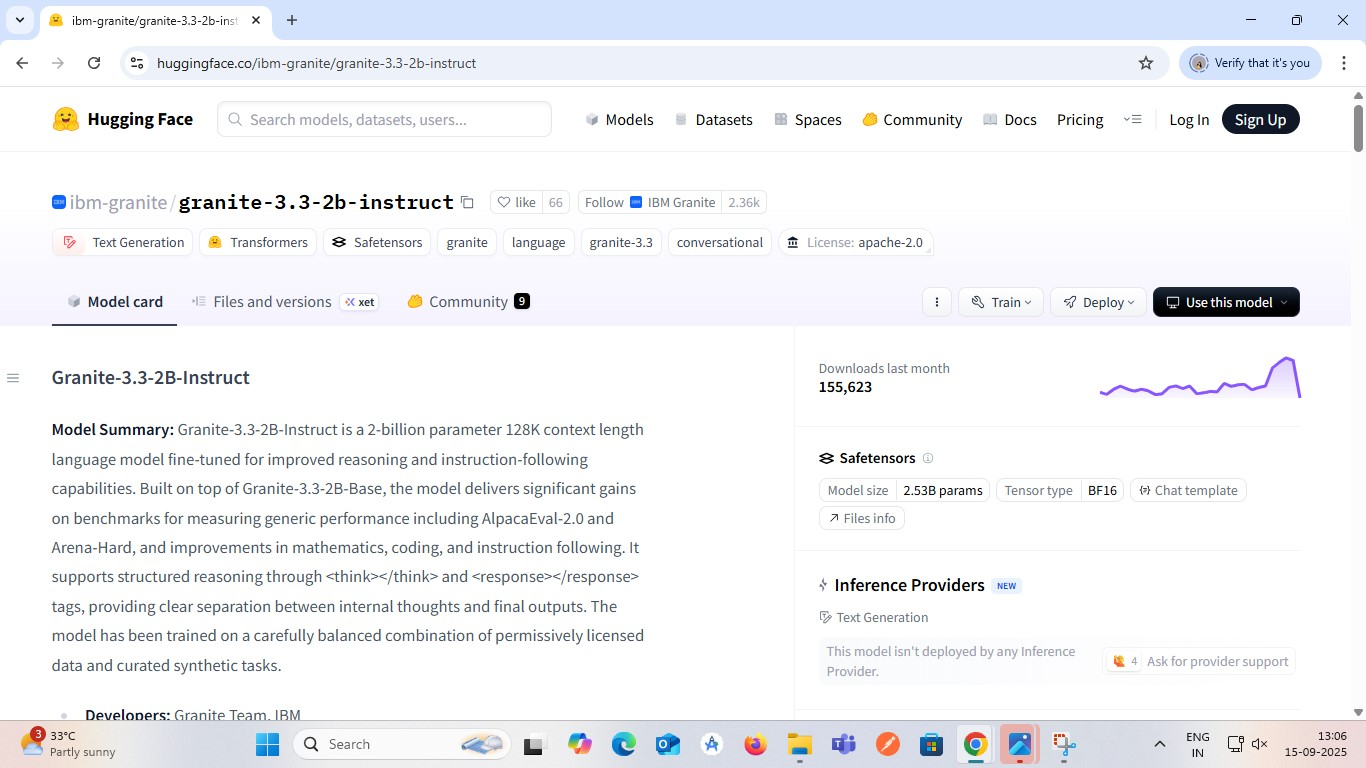 ibm-granite/granite-3.3-2b-inst
huggingface.co/ibm-granite/granite-3.3-2b-instruct
Verify that it's you
Hugging Face
Search models, datasets, users...
Models
Datasets
Spaces
Community
Docs
Pricing
Log In
Sign Up
ibm-granite/granite-3.3-2b-instruct
like 66
Follow IBM Granite 2.36k
Text Generation
Transformers
Safetensors
granite
language
granite-3.3
conversational
License: apache-2.0
Model card
Files and versions xet
Community 9
Train
Deploy
Use this model
Granite-3.3-2B-Instruct
Model Summary: Granite-3.3-2B-Instruct is a 2-billion parameter 128K context length
language model fine-tuned for improved reasoning and instruction-following
capabilities. Built on top of Granite-3.3-2B-Base, the model delivers significant gains
on benchmarks for measuring generic performance including AlpacaEval-2.0 and
Arena-Hard, and improvements in mathematics, coding, and instruction following. It
supports structured reasoning through <think></think> and <response></response>
tags, providing clear separation between internal thoughts and final outputs. The
model has been trained on a carefully balanced combination of permissively licensed
data and curated synthetic tasks.
Developers: Granite Team, IBM
Downloads last month
155,623
Safetensors
Model size 2.53B params
Tensor type BF16
Chat template
Files info
Inference Providers NEW
Text Generation
This model isn't deployed by any Inference
Provider.
4 Ask for provider support
3
33°C
Partly sunny
Search
ENG
IN
13:06
15-09-2025